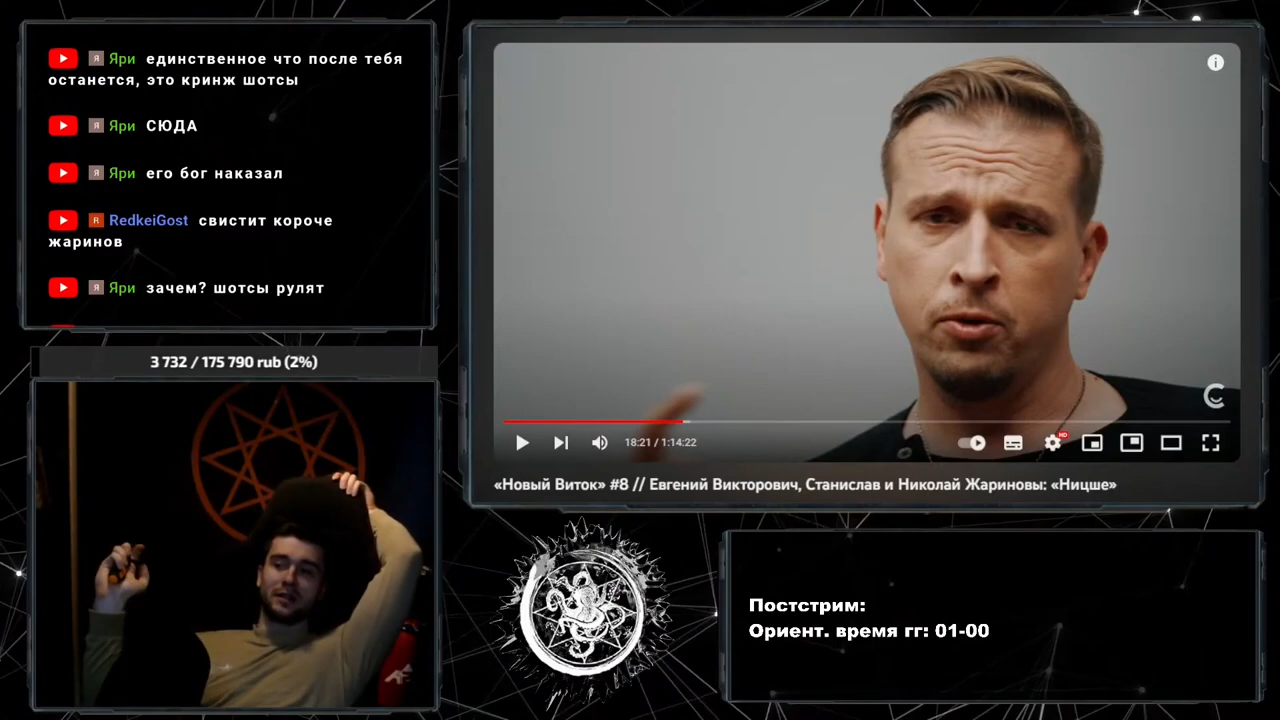 Я Яри единственное что после тебя
останется, это кринж шотсы
Я Яри СЮДА
Я Яри его бог наказал
R RedkeiGost свистит короче
жаринов
Я Яри зачем? шотсы рулят
3 732 / 175 790 rub (2%)
18:21 / 1:14:22
HD
«Новый Виток» #8 // Евгений Викторович, Станислав и Николай Жариновы: «Ницше»
Постстрим:
Ориент. время гг: 01-00